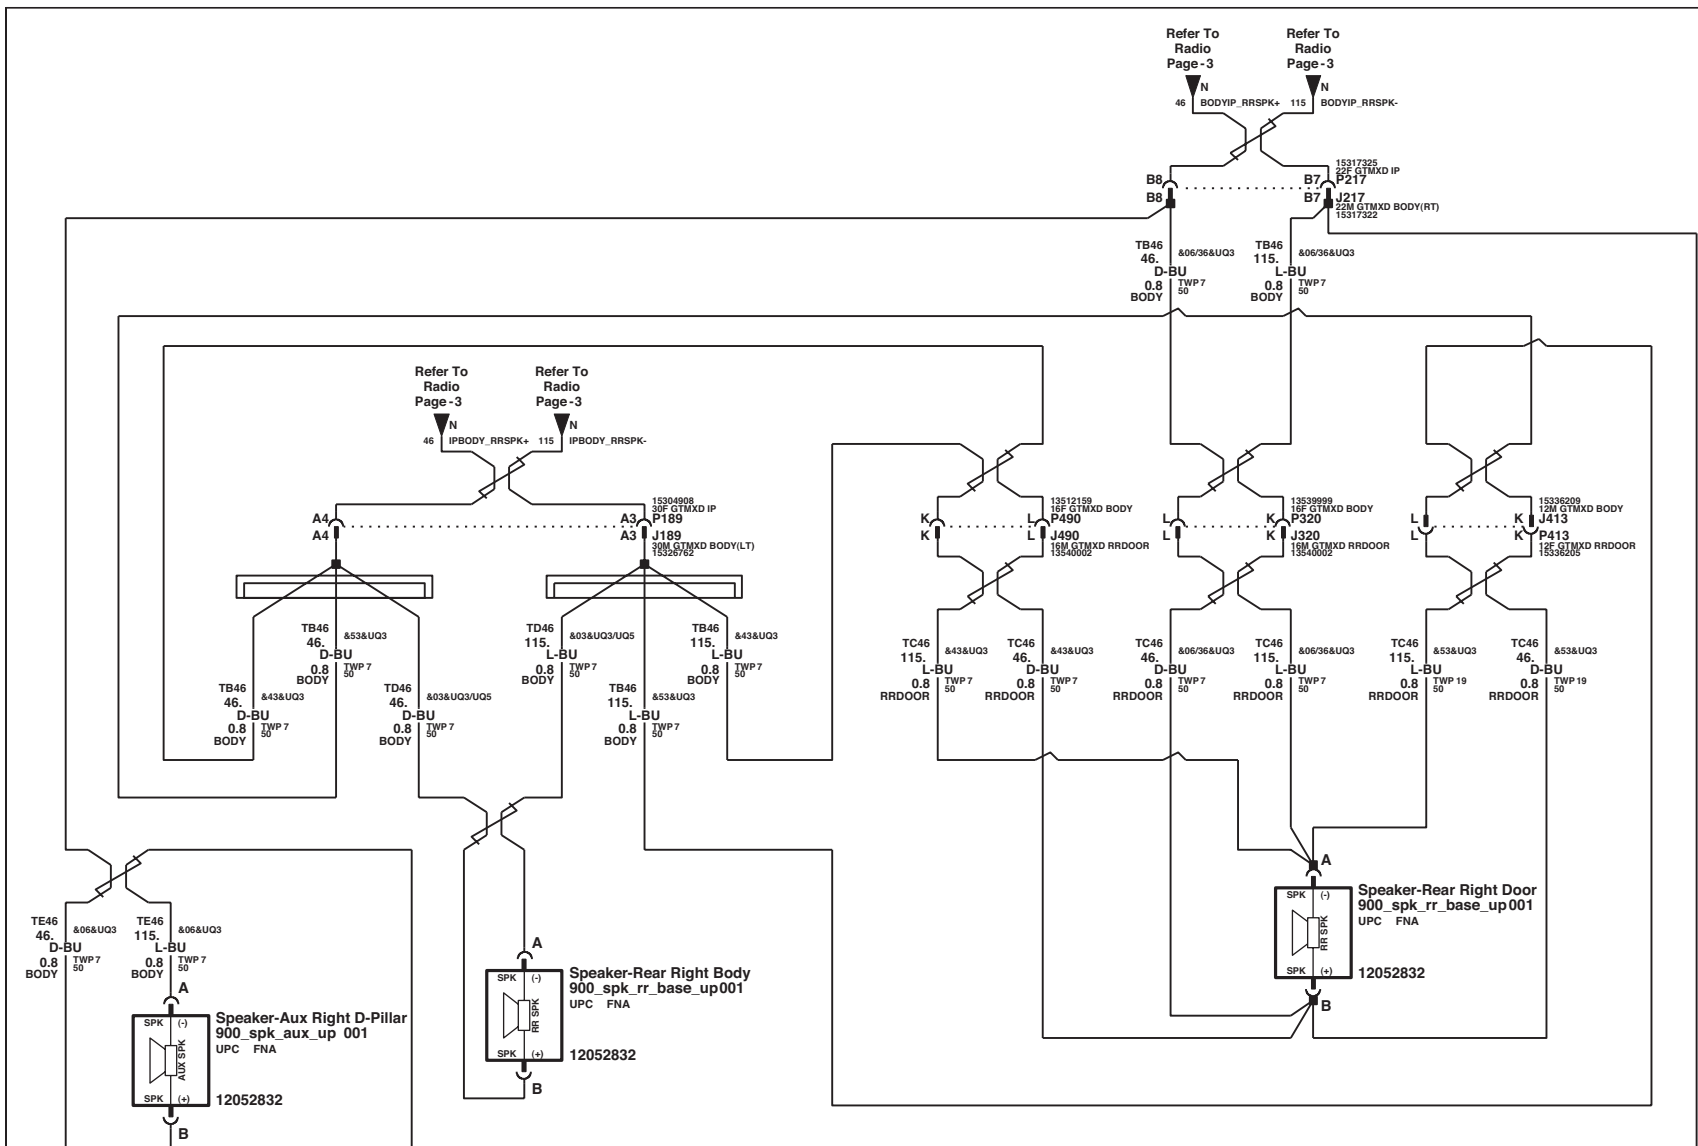 Refer To
Radio
Page-3
N
46 BODYIP_RRSPK+
Refer To
Radio
Page-3
N
115 BODYIP_RRSPK-
15317325
22F GTMXD IP
B8
B7 P217
B8
B7 J217
22M GTMXD BODY(RT)
15317322
TB46
46.
D-BU
0.8
BODY
&06/36&UQ3
TWP 7
50
TB46
115.
L-BU
0.8
BODY
&06/36&UQ3
TWP 7
50
Refer To
Radio
Page-3
N
46 IPBODY_RRSPK+
Refer To
Radio
Page-3
N
115 IPBODY_RRSPK-
15304908
30F GTMXD IP
A4
A3 P189
A4
A3 J189
30M GTMXD BODY(LT)
15326762
13512159
16F GTMXD BODY
K
L P490
K
L J490
16M GTMXD RRDOOR
13540002
13539999
16F GTMXD BODY
L
K P320
L
K J320
16M GTMXD RRDOOR
13540002
15336209
12M GTMXD BODY
L
K J413
L
K P413
12F GTMXD RRDOOR
15336205
TB46
46.
D-BU
0.8
BODY
&43&UQ3
TWP 7
50
TB46
46.
D-BU
0.8
BODY
&53&UQ3
TWP 7
50
TD46
46.
D-BU
0.8
BODY
&03&UQ3/UQ5
TWP 7
50
TD46
115.
L-BU
0.8
BODY
&03&UQ3/UQ5
TWP 7
50
TB46
115.
L-BU
0.8
BODY
&53&UQ3
TWP 7
50
TB46
115.
L-BU
0.8
BODY
&43&UQ3
TWP 7
50
TC46
115.
L-BU
0.8
RRDOOR
&43&UQ3
TWP 7
50
TC46
46.
D-BU
0.8
RRDOOR
&43&UQ3
TWP 7
50
TC46
46.
D-BU
0.8
RRDOOR
&06/36&UQ3
TWP 7
50
TC46
115.
L-BU
0.8
RRDOOR
&06/36&UQ3
TWP 7
50
TC46
115.
L-BU
0.8
RRDOOR
&53&UQ3
TWP 19
50
TC46
46.
D-BU
0.8
RRDOOR
&53&UQ3
TWP 19
50
TE46
46.
D-BU
0.8
BODY
&06&UQ3
TWP 7
50
TE46
115.
L-BU
0.8
BODY
&06&UQ3
TWP 7
50
A
SPK (-)
AUX SPK
SPK (+)
B
Speaker-Aux Right D-Pillar
900_spk_aux_up 001
UPC FNA
12052832
A
SPK (-)
RR SPK
SPK (+)
B
Speaker-Rear Right Body
900_spk_rr_base_up001
UPC FNA
12052832
A
SPK (-)
RR SPK
SPK (+)
B
Speaker-Rear Right Door
900_spk_rr_base_up001
UPC FNA
12052832